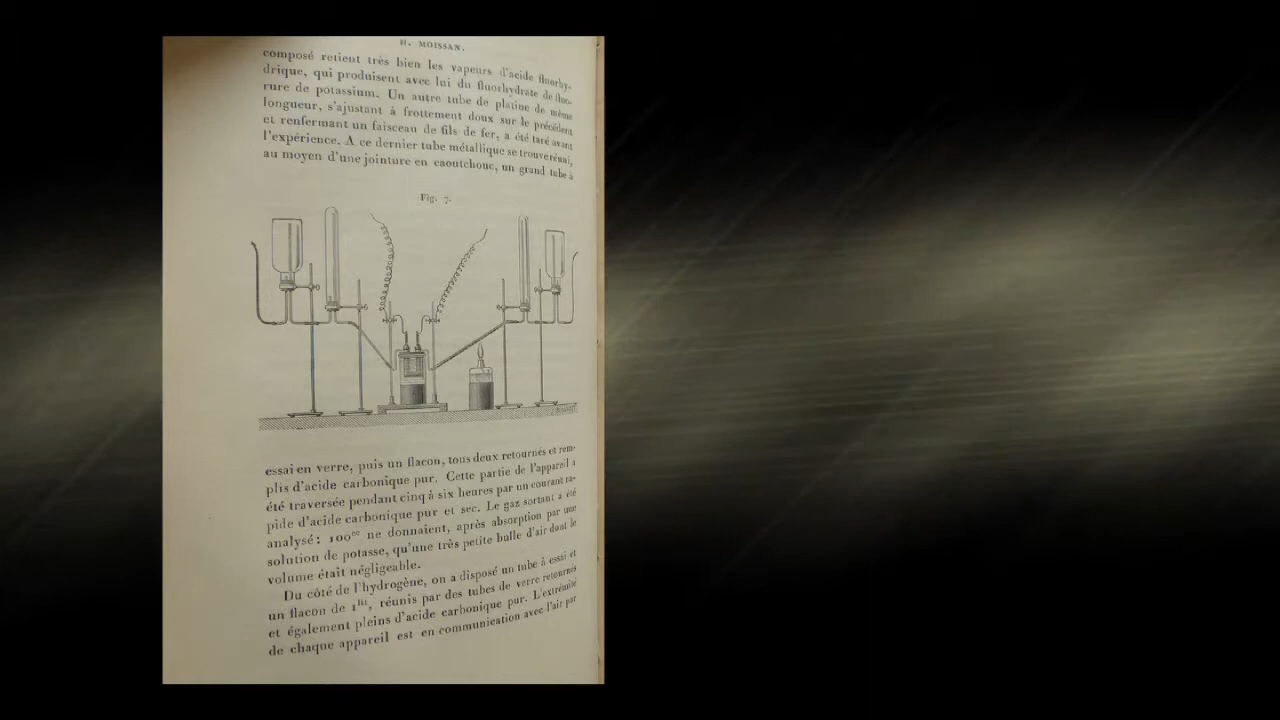 H. MOISSAN.
composé retient très bien les vapeurs d'acide fluorhy-
drique, qui produisent avec lui du fluorhydrate de fluo-
rure de potassium. Un autre tube de platine de même
longueur, s'ajustant à frottement doux sur le précédent
et renfermant un faisceau de fils de fer, a été taré avant
l'expérience. A ce dernier tube métallique se trouve réuni,
au moyen d'une jointure en caoutchouc, un grand tube à
Fig. 7.
essai en verre, puis un flacon, tous deux retournés et rem-
plis d'acide carbonique pur. Cette partie de l'appareil a
été traversée pendant cinq à six heures par un courant ra-
pide d'acide carbonique pur et sec. Le gaz sortant a été
analysé: 100cc ne donnaient, après absorption par une
solution de potasse, qu'une très petite bulle d'air dont le
volume était négligeable.
Du côté de l'hydrogène, on a disposé un tube à essai et
un flacon de 1lit, réunis par des tubes de verre retournés
et également pleins d'acide carbonique pur. L'extrémité
de chaque appareil est en communication avec l'air par